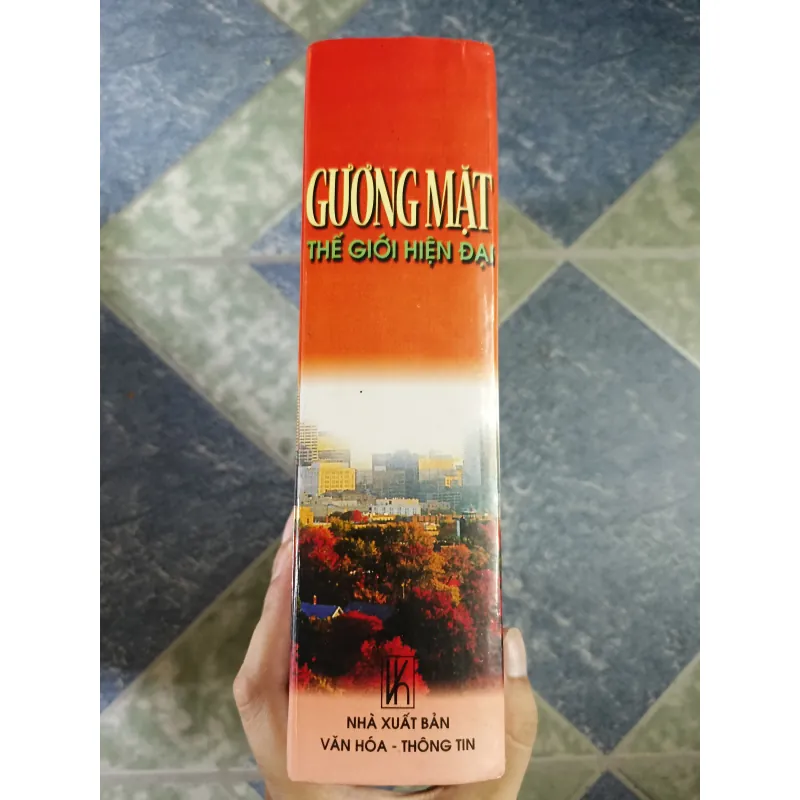 GƯƠNG MẶT
THẾ GIỚI HIỆN ĐẠI
NHÀ XUẤT BẢN
VĂN HÓA - THÔNG TIN